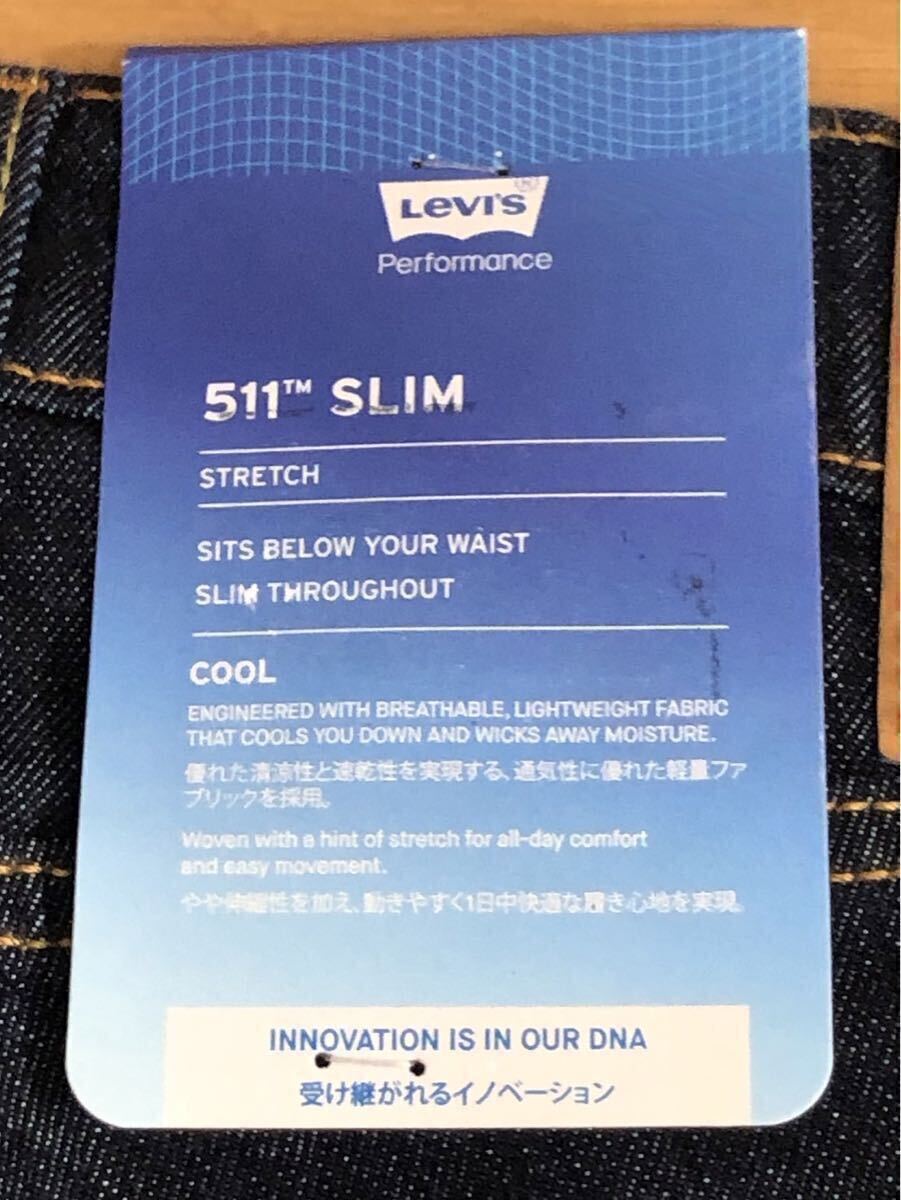 LEVI'S®
Performance
511™ SLIM
STRETCH
SITS BELOW YOUR WAIST
SLIM THROUGHOUT
COOL
ENGINEERED WITH BREATHABLE, LIGHTWEIGHT FABRIC
THAT COOLS YOU DOWN AND WICKS AWAY MOISTURE.
優れた清涼性と速乾性を実現する、通気性に優れた軽量ファ
ブリックを採用。
Woven with a hint of stretch for all-day comfort
and easy movement.
やや伸縮性を加え、動きやすく1日中快適な履き心地を実現。
INNOVATION IS IN OUR DNA
受け継がれるイノベーション